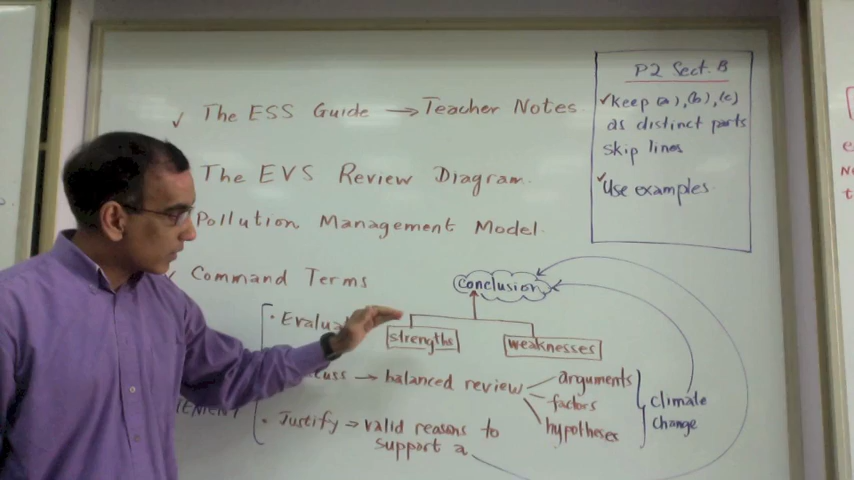 ✓ The ESS Guide → Teacher Notes
The EVS Review Diagram.
Pollution Management Model.
✓ Command Terms
conclusion
strengths
weaknesses
→ balanced review
arguments
factors
hypotheses
climate
change
• Justify → valid reasons to
support a
P2 Sect. B
✓ Keep (a), (b), (c)
as distinct parts
skip lines
✓ Use examples.